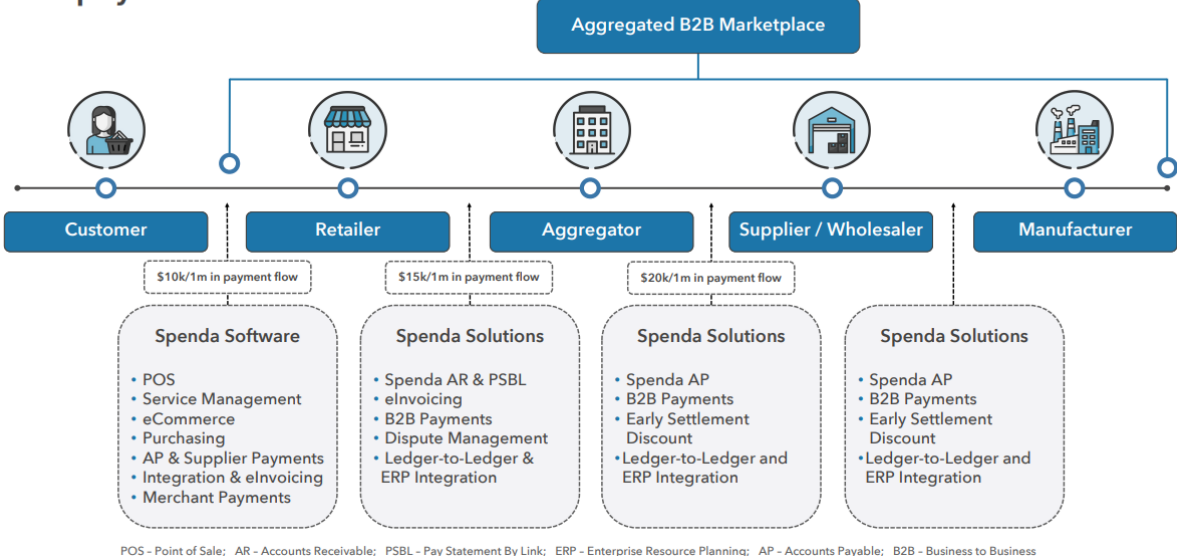 Aggregated B2B Marketplace
Customer
Retailer
Aggregator
Supplier / Wholesaler
Manufacturer
$10k/1m in payment flow
$15k/1m in payment flow
$20k/1m in payment flow
Spenda Software
• POS
• Service Management
• eCommerce
• Purchasing
• AP & Supplier Payments
• Integration & eInvoicing
• Merchant Payments
Spenda Solutions
• Spenda AR & PSBL
• eInvoicing
• B2B Payments
• Dispute Management
• Ledger-to-Ledger &
ERP Integration
Spenda Solutions
• Spenda AP
• B2B Payments
• Early Settlement
Discount
• Ledger-to-Ledger and
ERP Integration
Spenda Solutions
• Spenda AP
• B2B Payments
• Early Settlement
Discount
• Ledger-to-Ledger and
ERP Integration
POS – Point of Sale; AR – Accounts Receivable; PSBL – Pay Statement By Link; ERP – Enterprise Resource Planning; AP – Accounts Payable; B2B – Business to Business